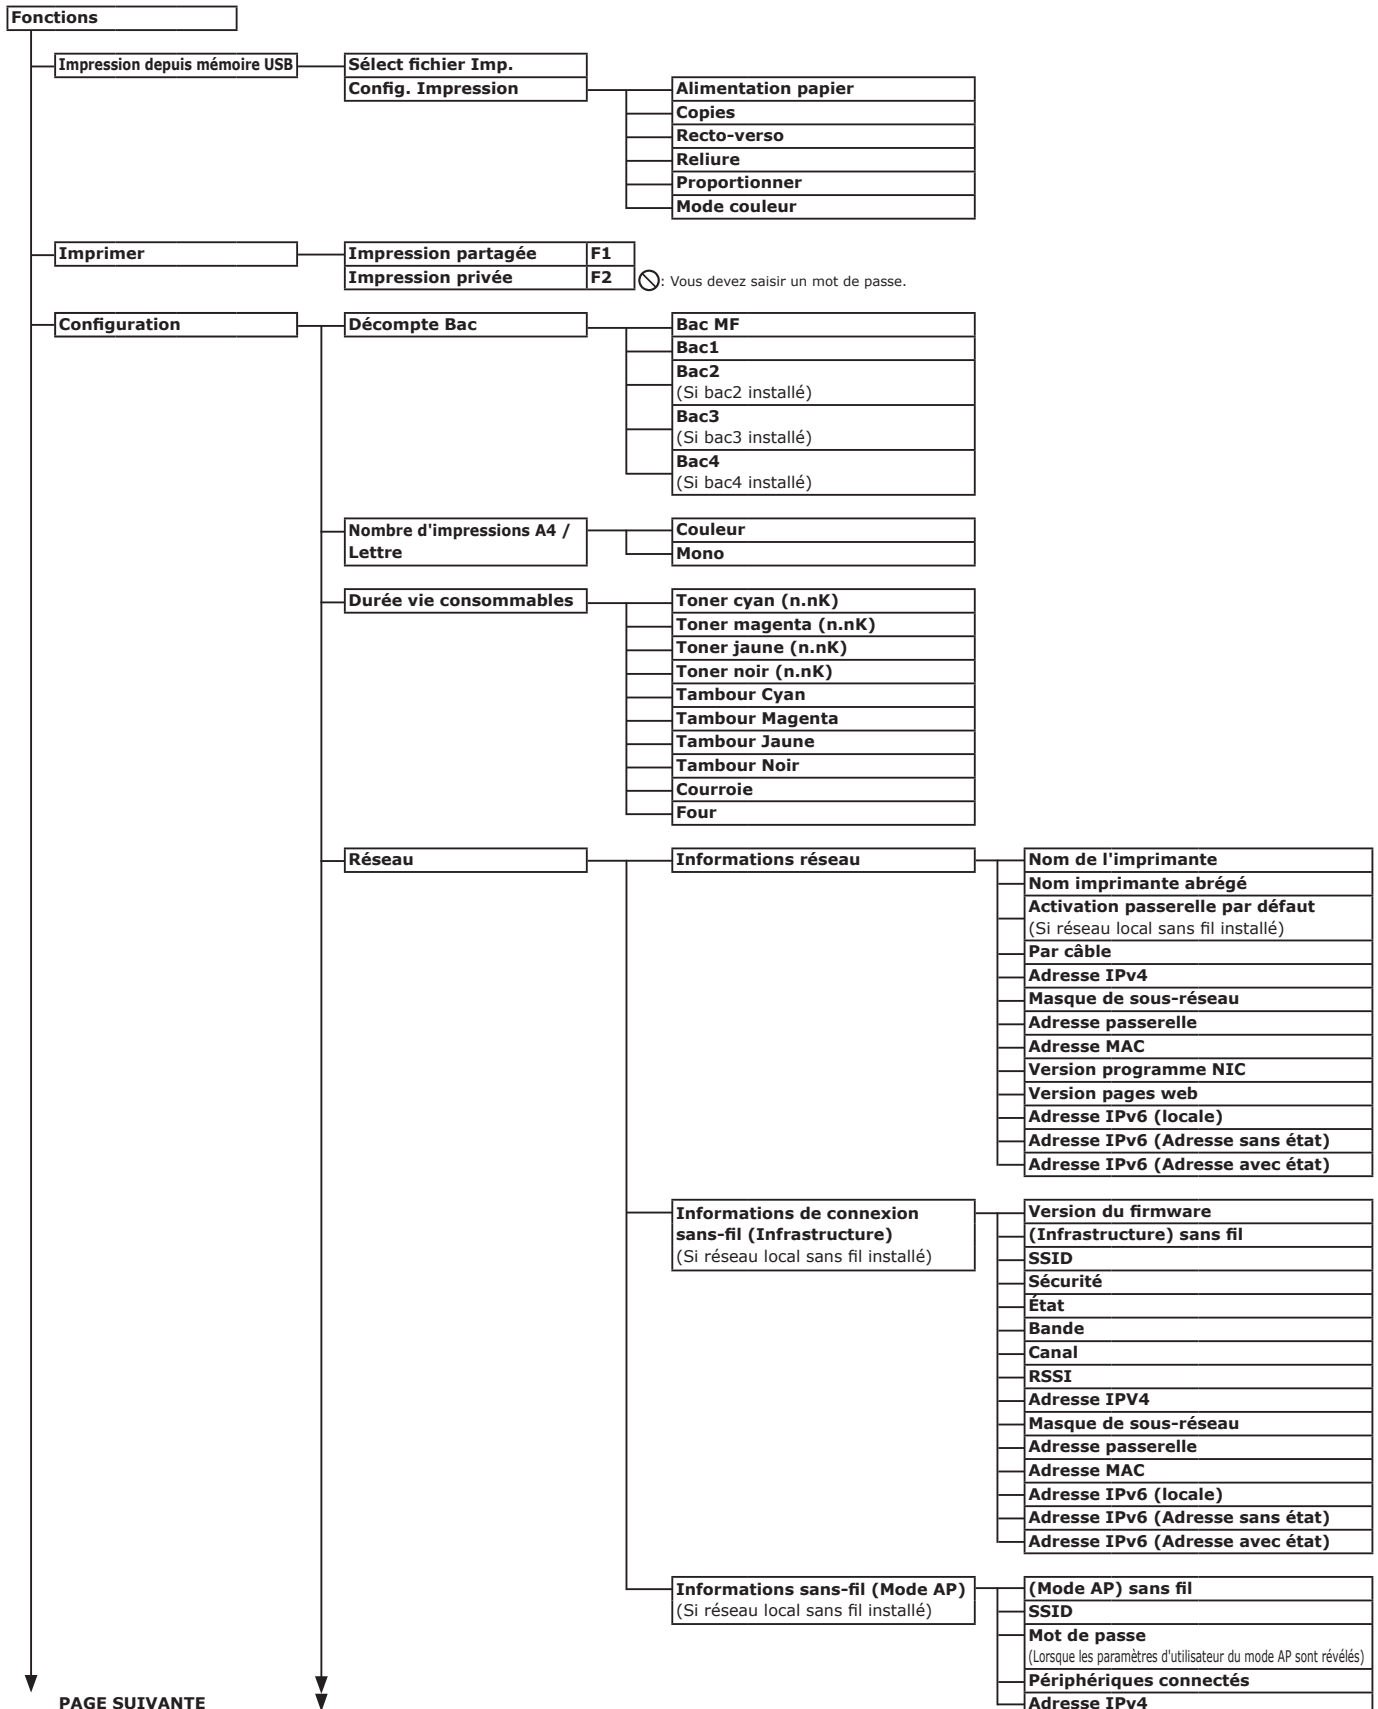 Fonctions
Impression depuis mémoire USB
Sélect fichier Imp.
Config. Impression
Alimentation papier
Copies
Recto-verso
Reliure
Proportionner
Mode couleur
Imprimer
Impression partagée F1
Impression privée F2 : Vous devez saisir un mot de passe.
Configuration
Décompte Bac
Bac MF
Bac1
Bac2
(Si bac2 installé)
Bac3
(Si bac3 installé)
Bac4
(Si bac4 installé)
Nombre d'impressions A4 /
Lettre
Couleur
Mono
Durée vie consommables
Toner cyan (n.nK)
Toner magenta (n.nK)
Toner jaune (n.nK)
Toner noir (n.nK)
Tambour Cyan
Tambour Magenta
Tambour Jaune
Tambour Noir
Courroie
Four
Réseau
Informations réseau
Nom de l'imprimante
Nom imprimante abrégé
Activation passerelle par défaut
(Si réseau local sans fil installé)
Par câble
Adresse IPv4
Masque de sous-réseau
Adresse passerelle
Adresse MAC
Version programme NIC
Version pages web
Adresse IPv6 (locale)
Adresse IPv6 (Adresse sans état)
Adresse IPv6 (Adresse avec état)
Informations de connexion
sans-fil (Infrastructure)
(Si réseau local sans fil installé)
Version du firmware
(Infrastructure) sans fil
SSID
Sécurité
État
Bande
Canal
RSSI
Adresse IPV4
Masque de sous-réseau
Adresse passerelle
Adresse MAC
Adresse IPv6 (locale)
Adresse IPv6 (Adresse sans état)
Adresse IPv6 (Adresse avec état)
Informations sans-fil (Mode AP)
(Si réseau local sans fil installé)
(Mode AP) sans fil
SSID
Mot de passe
(Lorsque les paramètres d'utilisateur du mode AP sont révélés)
Périphériques connectés
Adresse IPv4
PAGE SUIVANTE